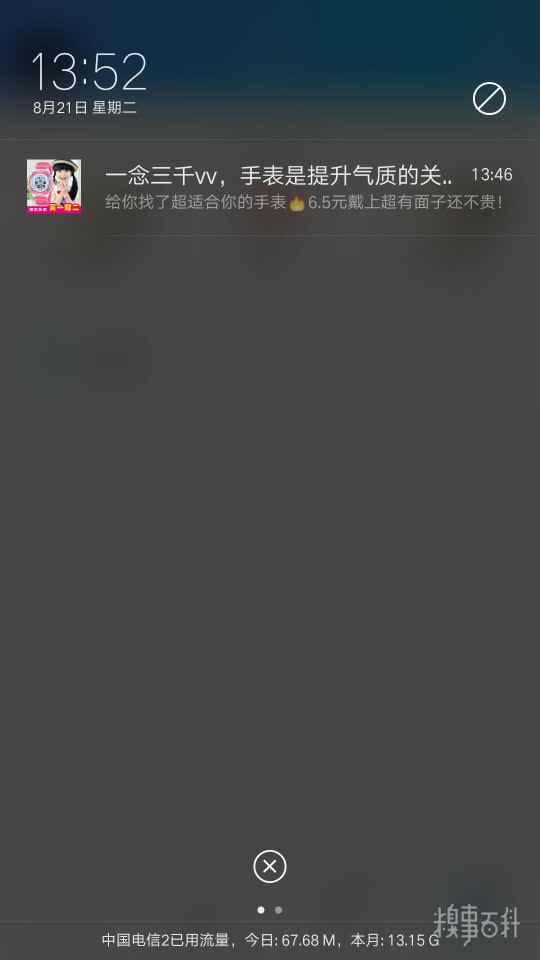 13:52
8月21日 星期二
一念三千vv，手表是提升气质的关..
13:46
给你找了超适合你的手表🔥6.5元戴上超有面子还不贵！
中国电信2已用流量，今日: 67.68 M，本月: 13.15 G
糗事百科